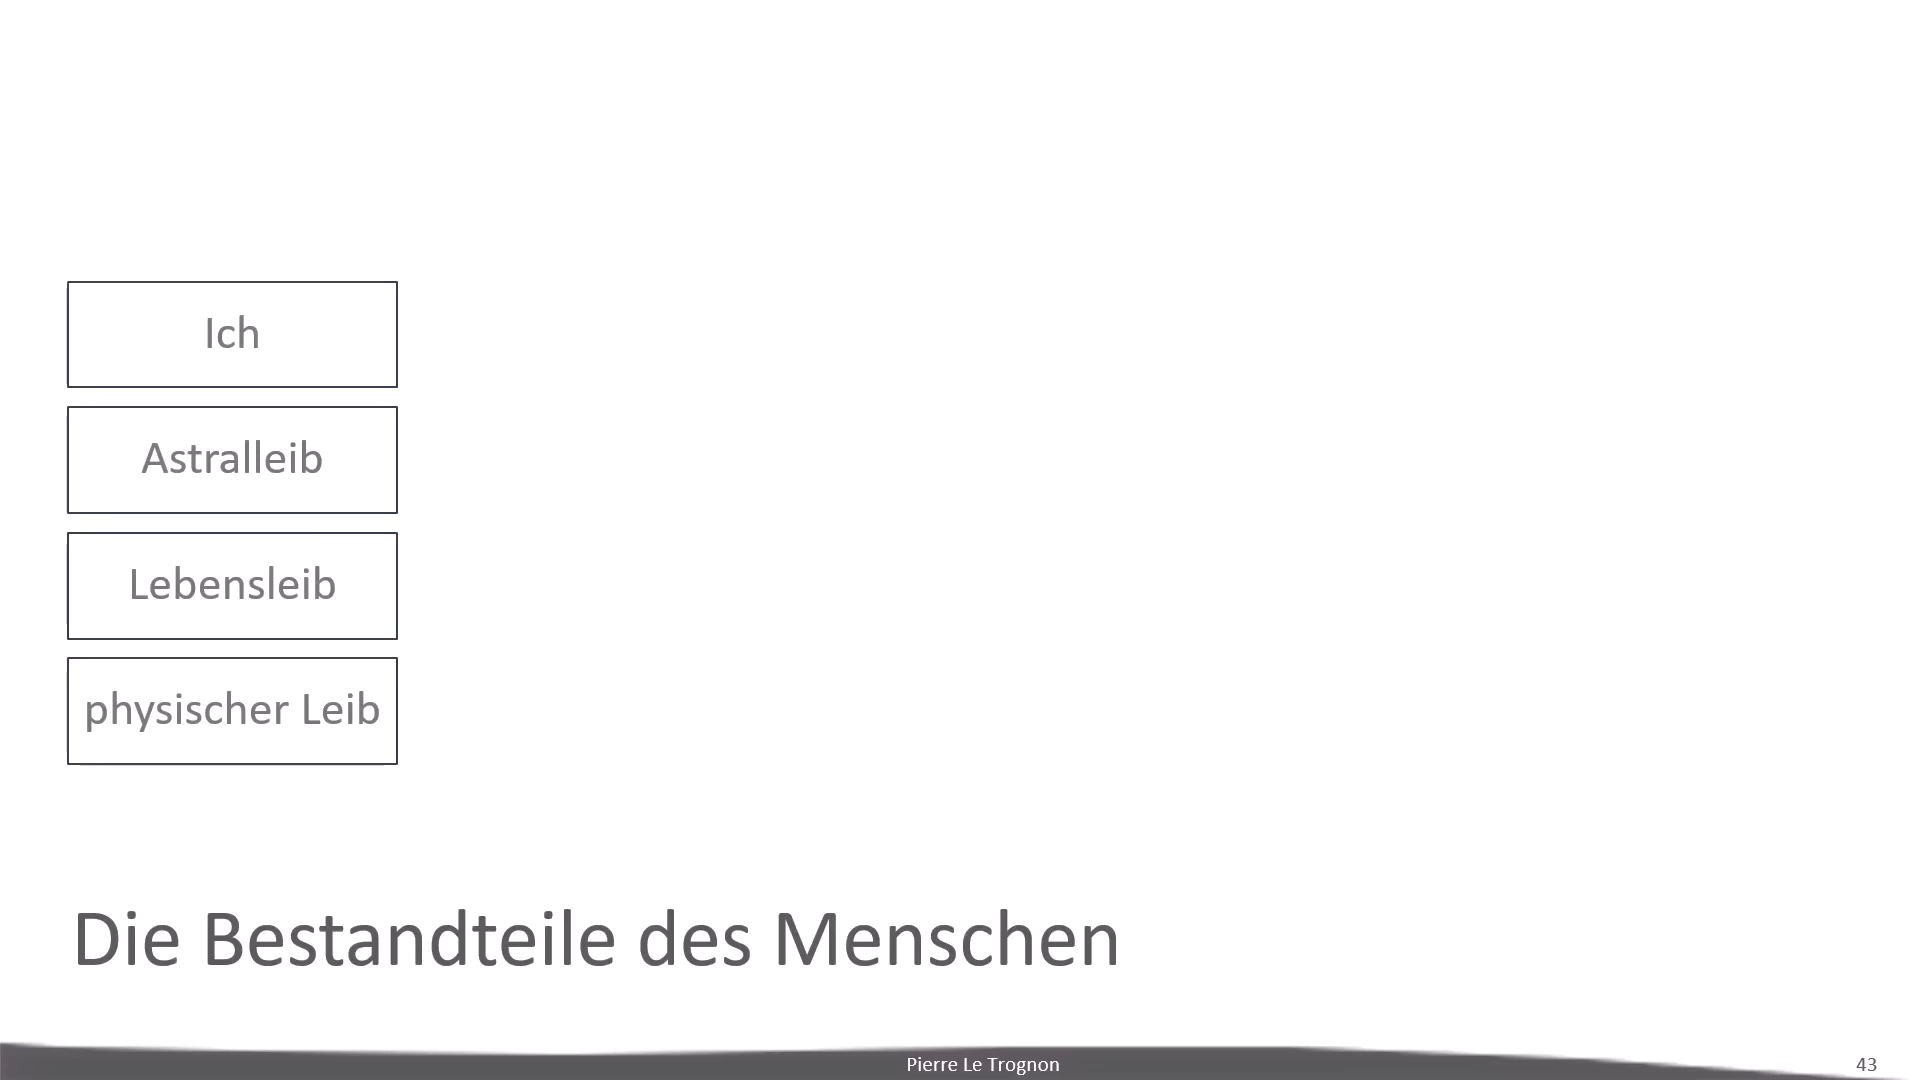 Ich
Astralleib
Lebensleib
physischer Leib
Die Bestandteile des Menschen
Pierre Le Trognon
43